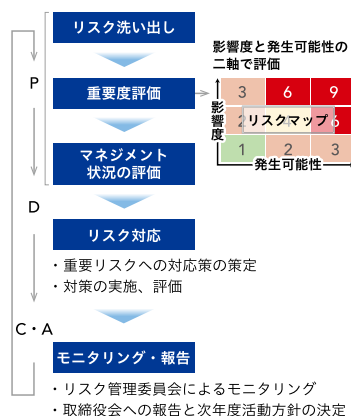 リスク洗い出し
影響度と発生可能性の
二軸で評価
P
重要度評価
3 6 9
影響度
2 4 6
リスクマップ
1 2 3
発生可能性
マネジメント
状況の評価
D
リスク対応
・重要リスクへの対応策の策定
・対策の実施、評価
C・A
モニタリング・報告
・リスク管理委員会によるモニタリング
・取締役会への報告と次年度活動方針の決定